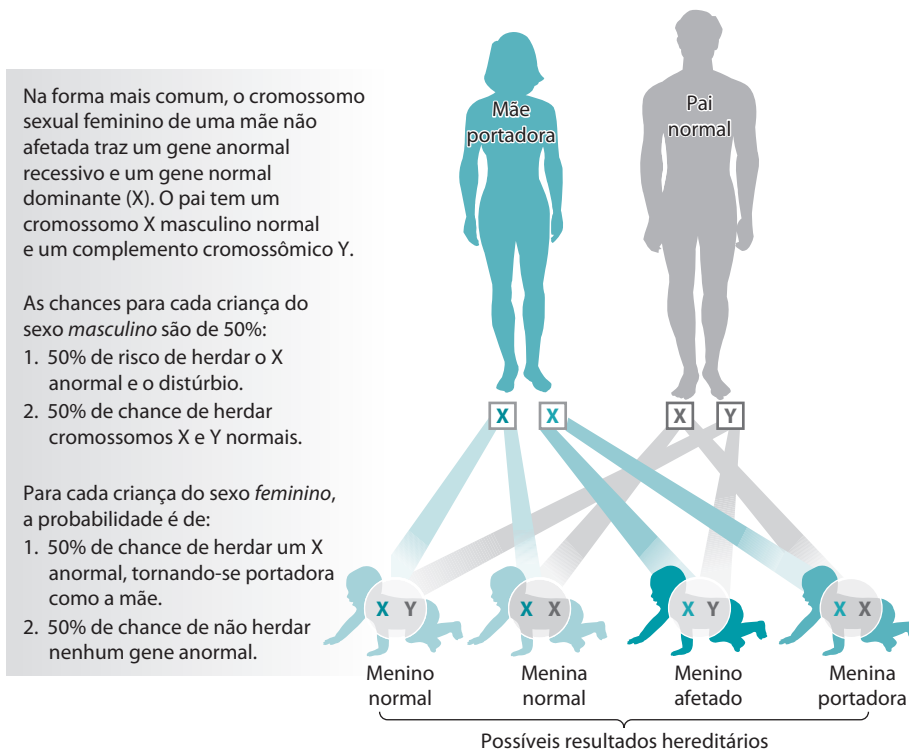 Na forma mais comum, o cromossomo
sexual feminino de uma mãe não
afetada traz um gene anormal
recessivo e um gene normal
dominante (X). O pai tem um
cromossomo X masculino normal
e um complemento cromossômico Y.
As chances para cada criança do
sexo masculino são de 50%:
1. 50% de risco de herdar o X
anormal e o distúrbio.
2. 50% de chance de herdar
cromossomos X e Y normais.
Para cada criança do sexo feminino,
a probabilidade é de:
1. 50% de chance de herdar um X
anormal, tornando-se portadora
como a mãe.
2. 50% de chance de não herdar
nenhum gene anormal.
Mãe
portadora
Pai
normal
X X X Y
X Y X X X Y X X
Menino
normal
Menina
normal
Menino
afetado
Menina
portadora
Possíveis resultados hereditários